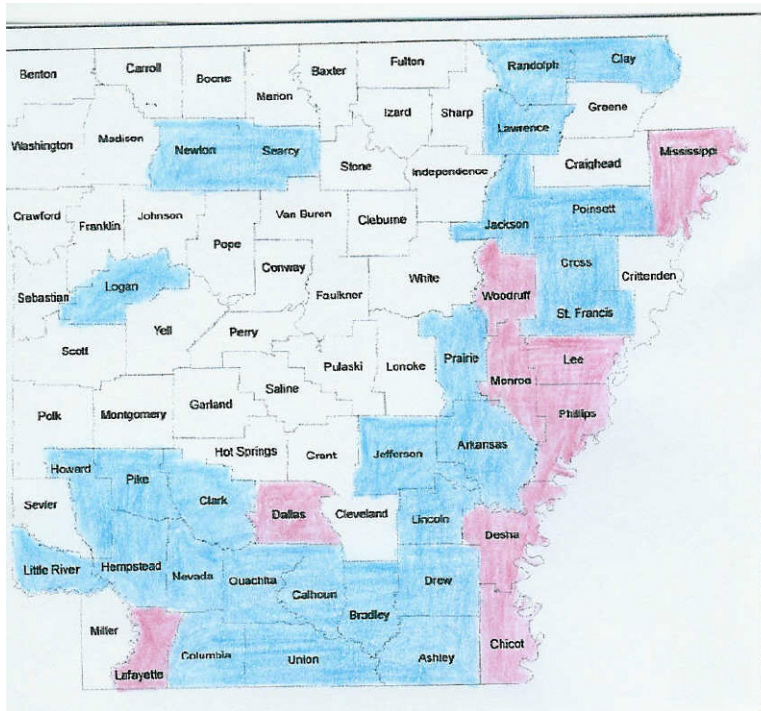 Benton
Carroll
Boone
Baxter
Fulton
Randolph
Clay
Marion
Izard
Sharp
Greene
Lawrence
Washington
Madison
Newton
Searcy
Stone
Independence
Craighead
Mississippi
Crawford
Franklin
Johnson
Van Buren
Cleburne
Jackson
Poinsett
Pope
Conway
White
Cross
Crittenden
Sebastian
Logan
Faulkner
Woodruff
St. Francis
Scott
Yell
Perry
Pulaski
Lonoke
Prairie
Lee
Monroe
Polk
Montgomery
Garland
Saline
Phillips
Hot Springs
Grant
Jefferson
Arkansas
Howard
Pike
Clark
Sevier
Dallas
Cleveland
Lincoln
Desha
Little River
Hempstead
Nevada
Ouachita
Calhoun
Bradley
Drew
Miller
Lafayette
Columbia
Union
Ashley
Chicot